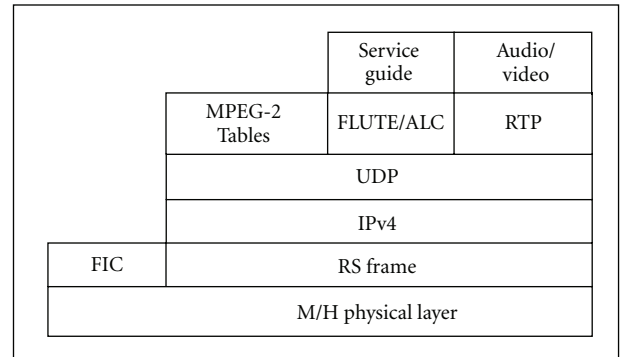 Service
guide
Audio/
video
MPEG-2
Tables
FLUTE/ALC
RTP
UDP
IPv4
FIC
RS frame
M/H physical layer